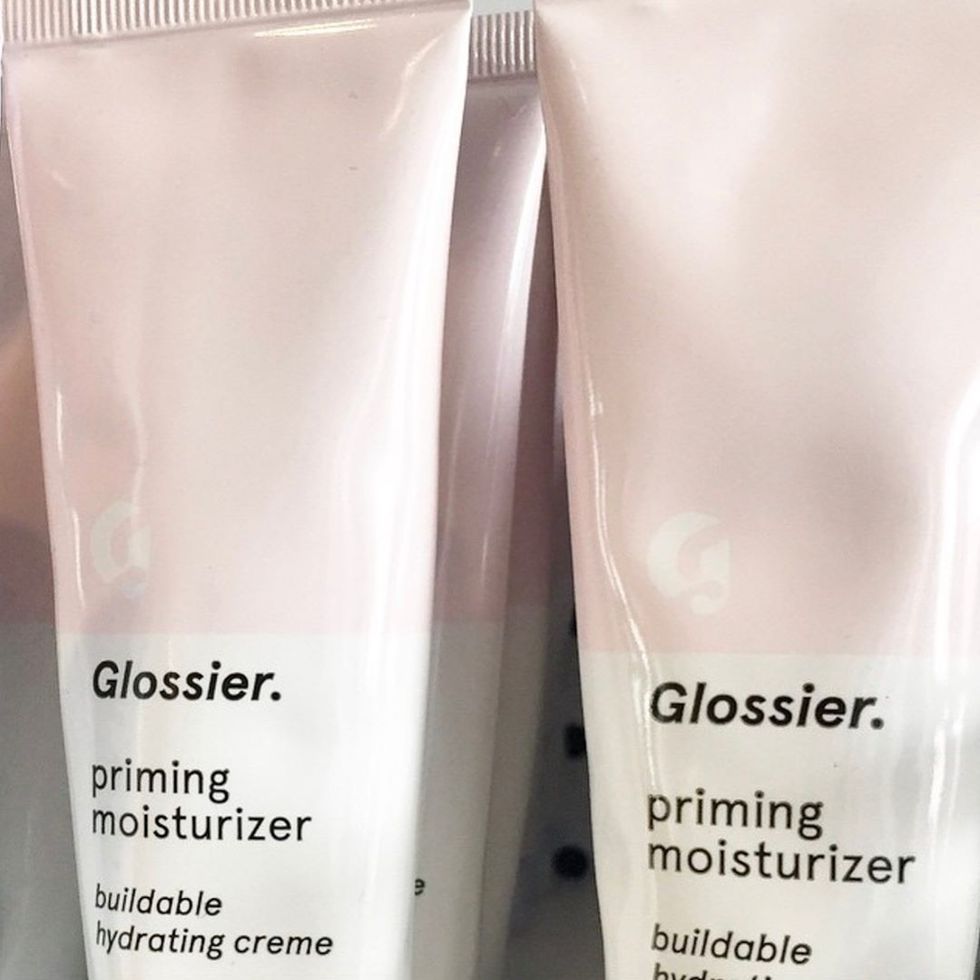 G
Glossier.
priming
moisturizer
buildable
hydrating creme
e
G
Glossier.
priming
moisturizer
buildable